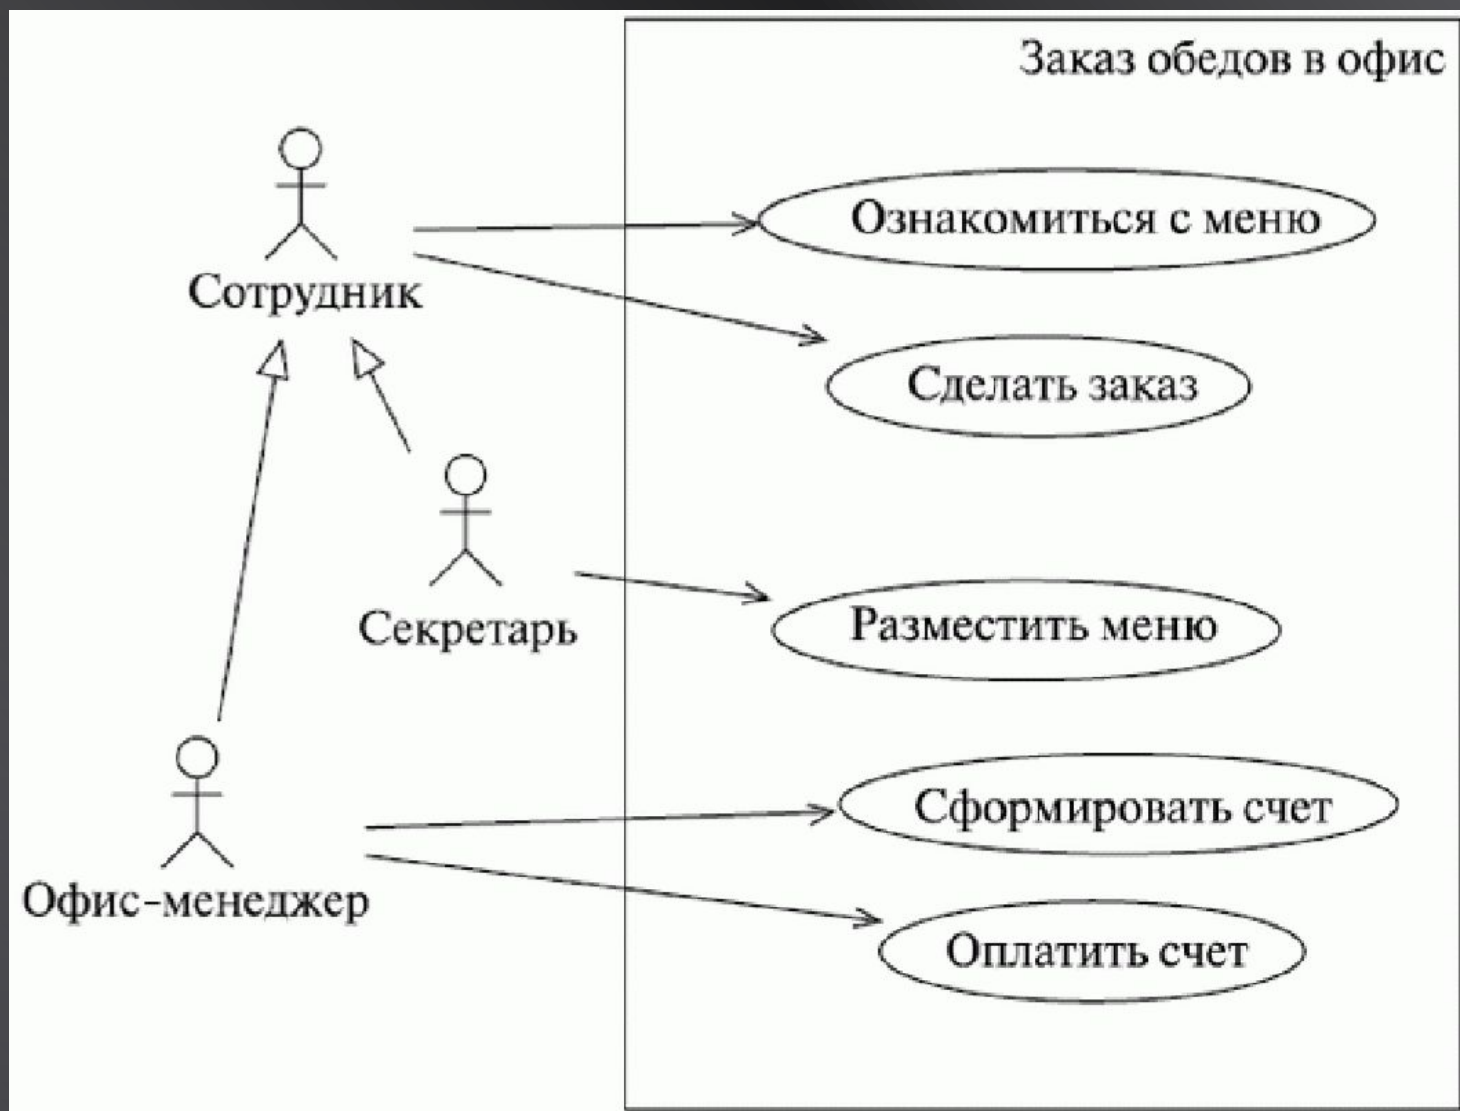 Заказ обедов в офис
Ознакомиться с меню
Сотрудник
Сделать заказ
Секретарь
Разместить меню
Сформировать счет
Офис-менеджер
Оплатить счет